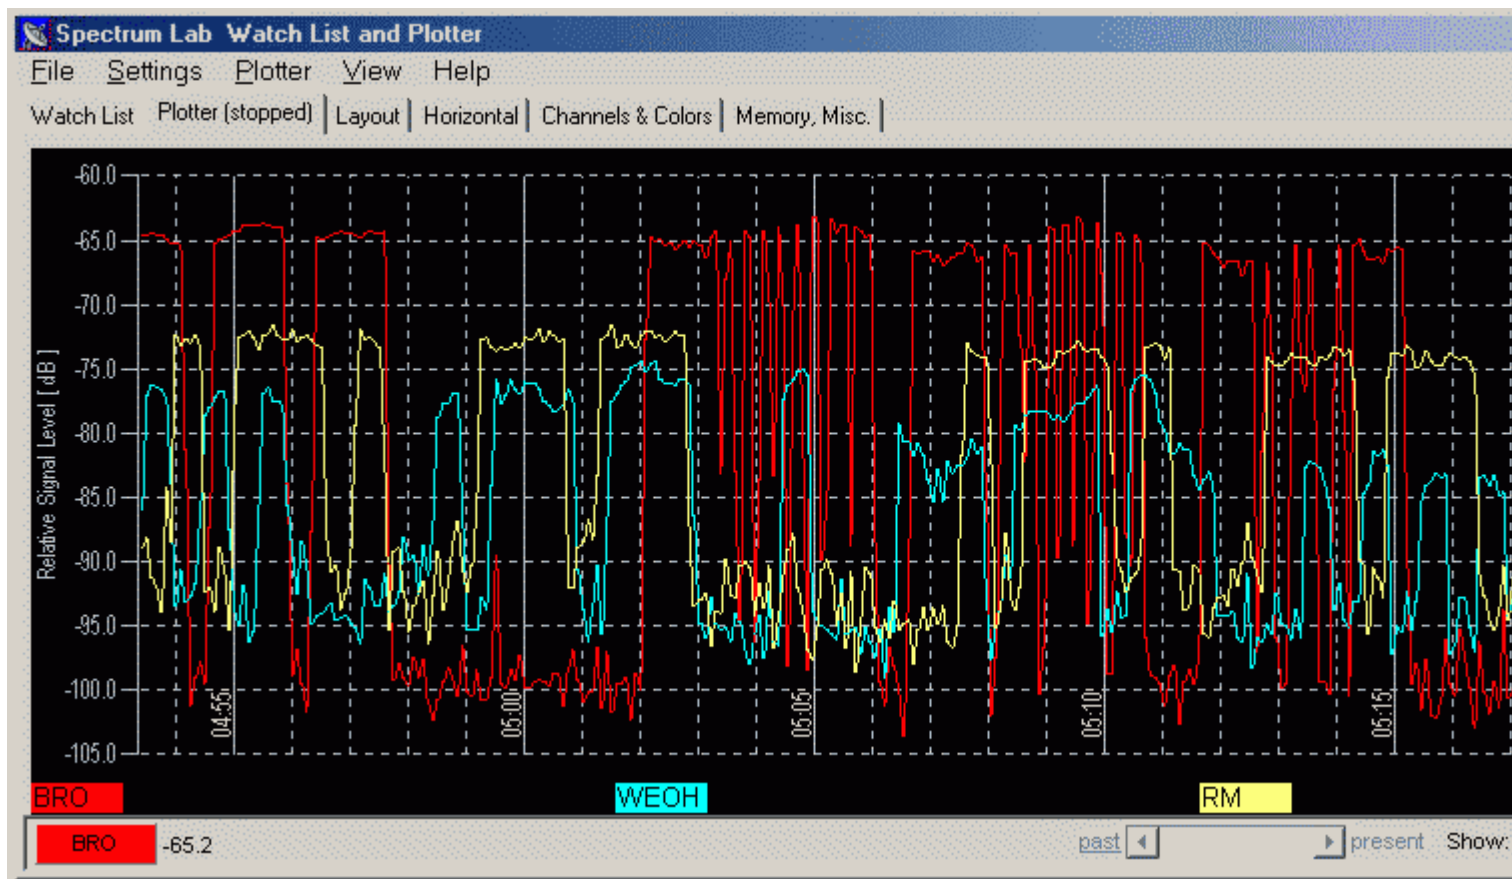 Spectrum Lab Watch List and Plotter
File Settings Plotter View Help
Watch List Plotter (stopped) Layout Horizontal Channels & Colors Memory, Misc.
Relative Signal Level [ dB ]
-60.0
-65.0
-70.0
-75.0
-80.0
-85.0
-90.0
-95.0
-100.0
-105.0
04:55 05:00 05:05 05:10 05:15
BRO WEOH RM
BRO -65.2 past present Show: